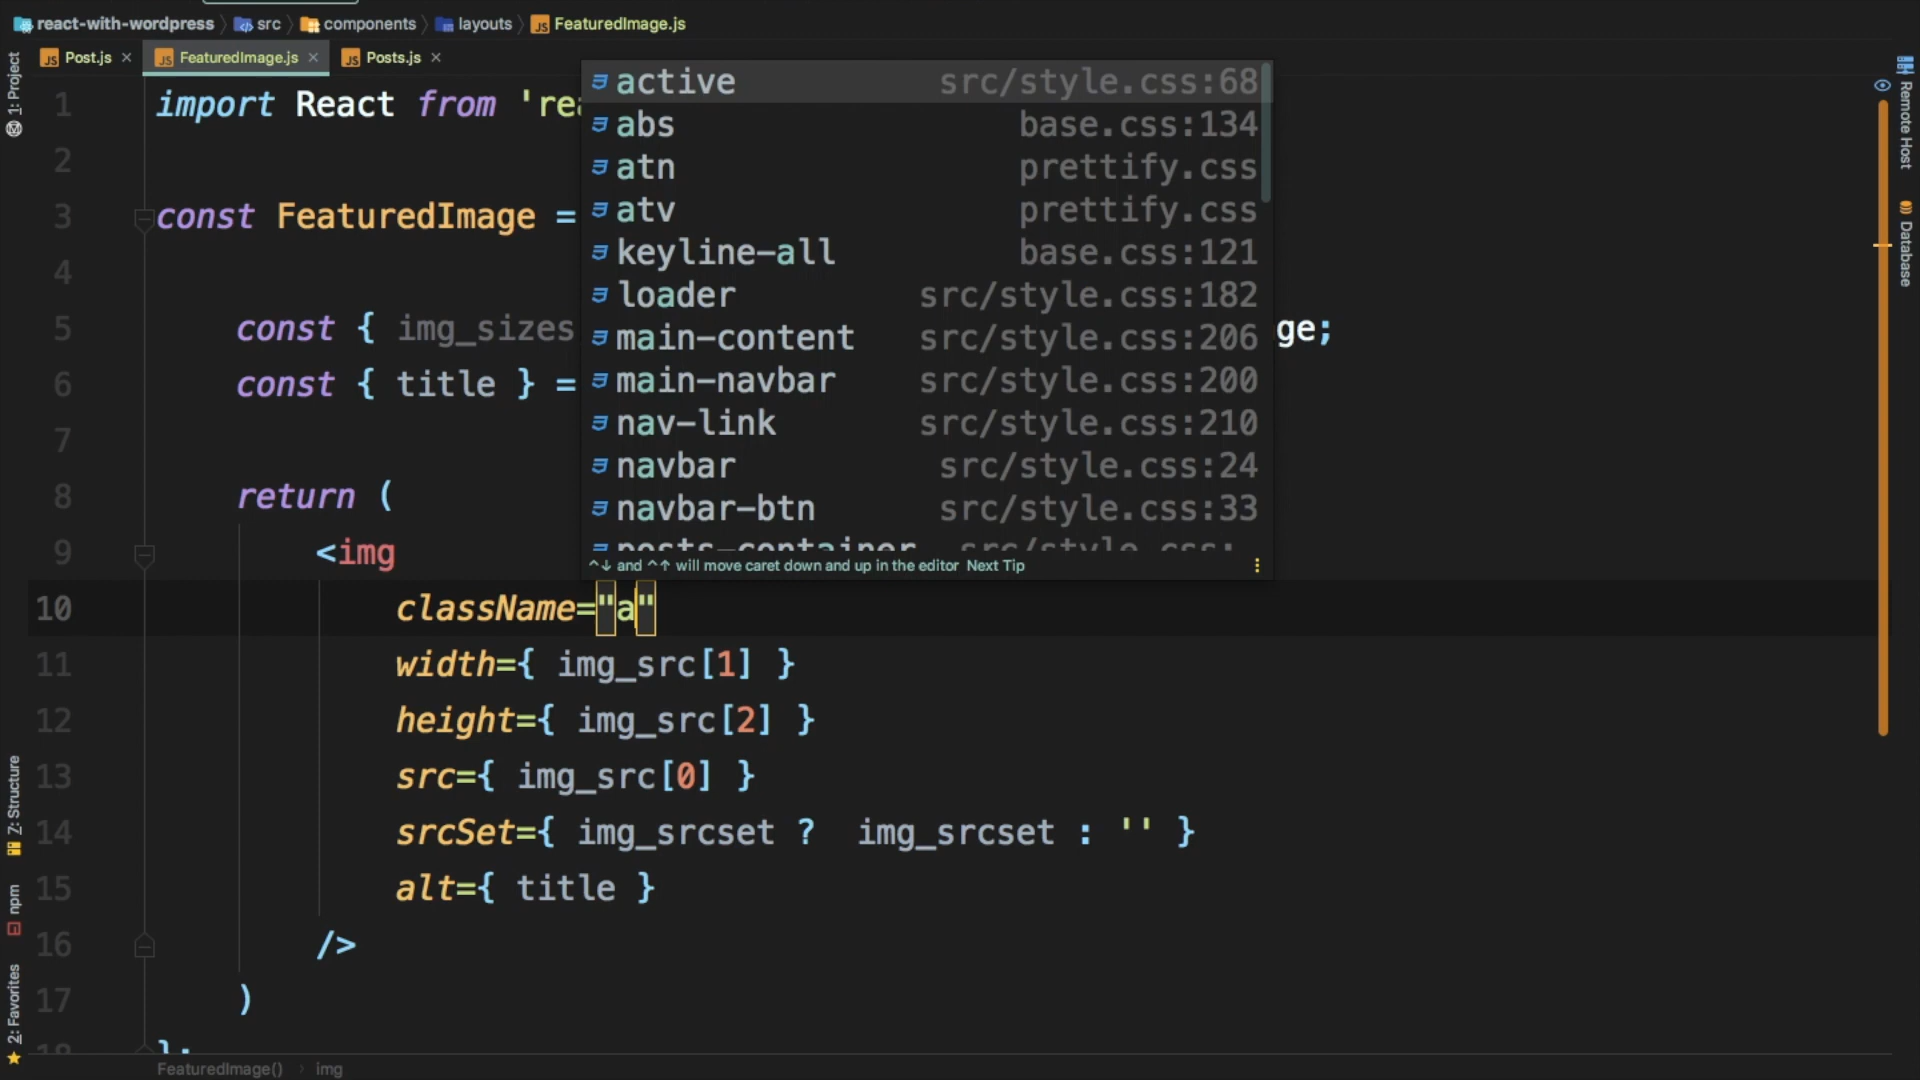 react-with-wordpress src components layouts FeaturedImage.js
Post.js FeaturedImage.js Posts.js
1: Project
Z: Structure
npm
2: Favorites
Remote Host
Database
1 import React from 'rea
2
3 const FeaturedImage =
4
5 const { img_sizes ge;
6 const { title } =
7
8 return (
9 <img
10 className="a"
11 width={ img_src[1] }
12 height={ img_src[2] }
13 src={ img_src[0] }
14 srcSet={ img_srcset ? img_srcset : '' }
15 alt={ title }
16 />
17 )
18 };
active src/style.css:68
abs base.css:134
atn prettify.css
atv prettify.css
keyline-all base.css:121
loader src/style.css:182
main-content src/style.css:206
main-navbar src/style.css:200
nav-link src/style.css:210
navbar src/style.css:24
navbar-btn src/style.css:33
posts-container src/style.css:
^↓ and ^↑ will move caret down and up in the editor Next Tip
FeaturedImage() › img